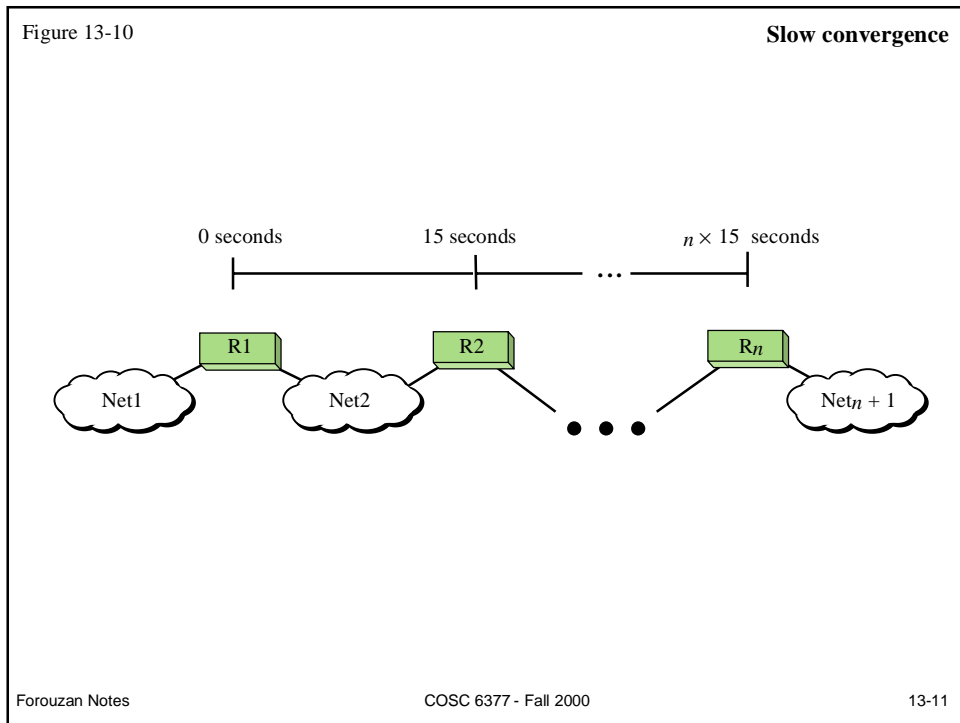 Figure 13-10 Slow convergence
0 seconds 15 seconds n × 15 seconds
...
R1 R2 Rn
Net1 Net2 Netn + 1
Forouzan Notes COSC 6377 - Fall 2000 13-11